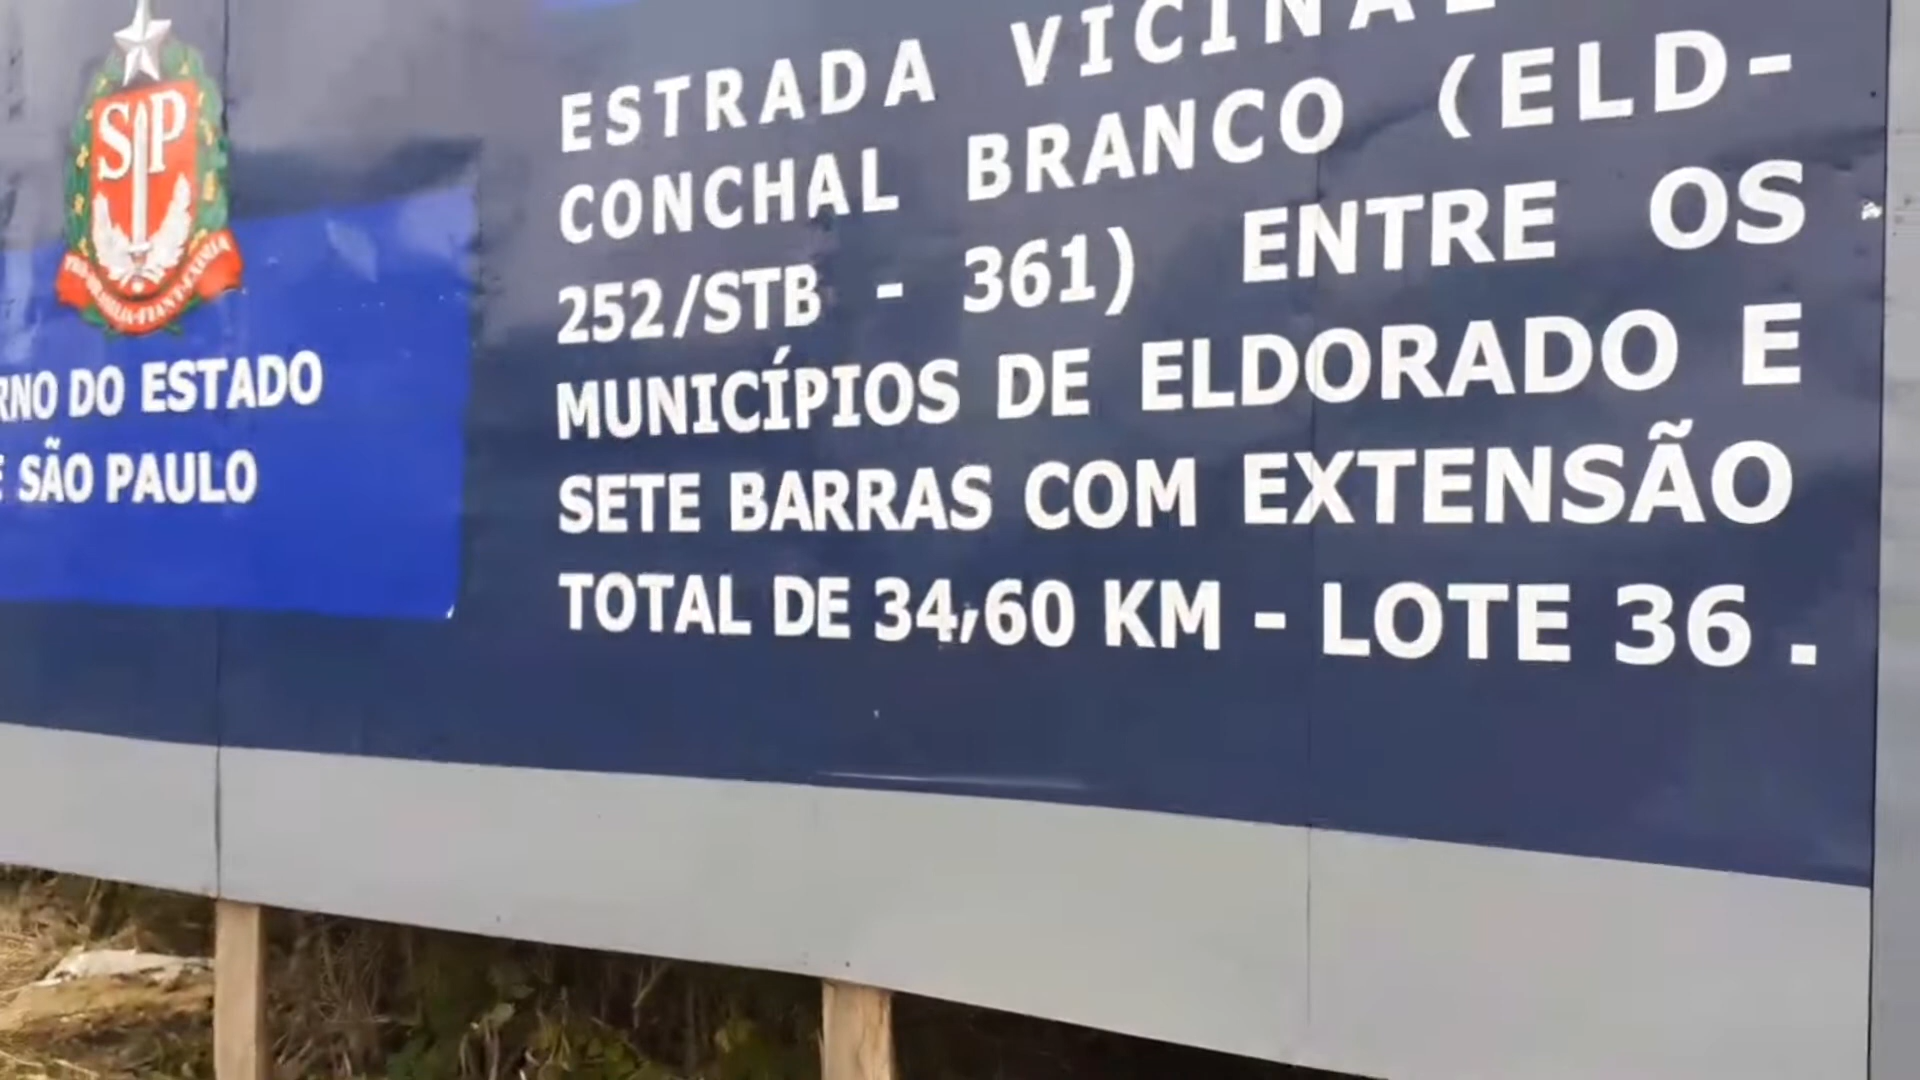 SP
RNO DO ESTADO
E SÃO PAULO
ESTRADA VICINAL
CONCHAL BRANCO (ELD-
252/STB - 361) ENTRE OS
MUNICÍPIOS DE ELDORADO E
SETE BARRAS COM EXTENSÃO
TOTAL DE 34,60 KM - LOTE 36 .